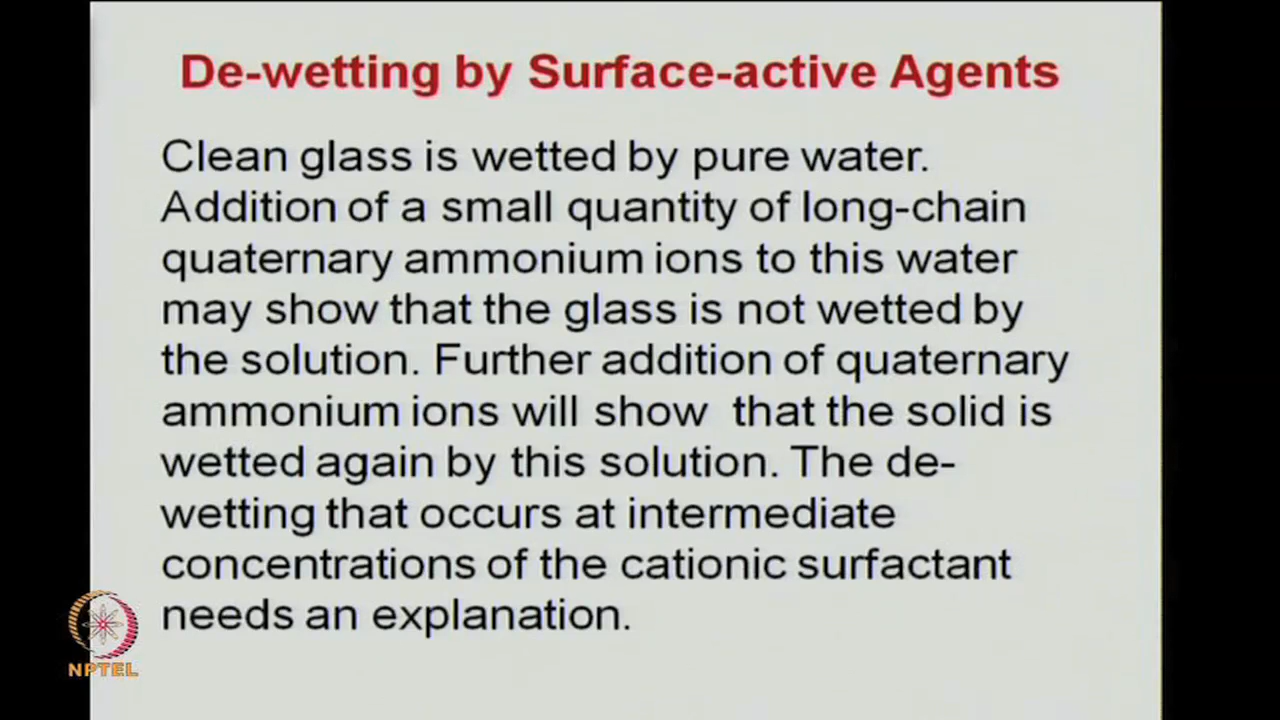 De-wetting by Surface-active Agents
Clean glass is wetted by pure water.
Addition of a small quantity of long-chain
quaternary ammonium ions to this water
may show that the glass is not wetted by
the solution. Further addition of quaternary
ammonium ions will show that the solid is
wetted again by this solution. The de-
wetting that occurs at intermediate
concentrations of the cationic surfactant
needs an explanation.
NPTEL